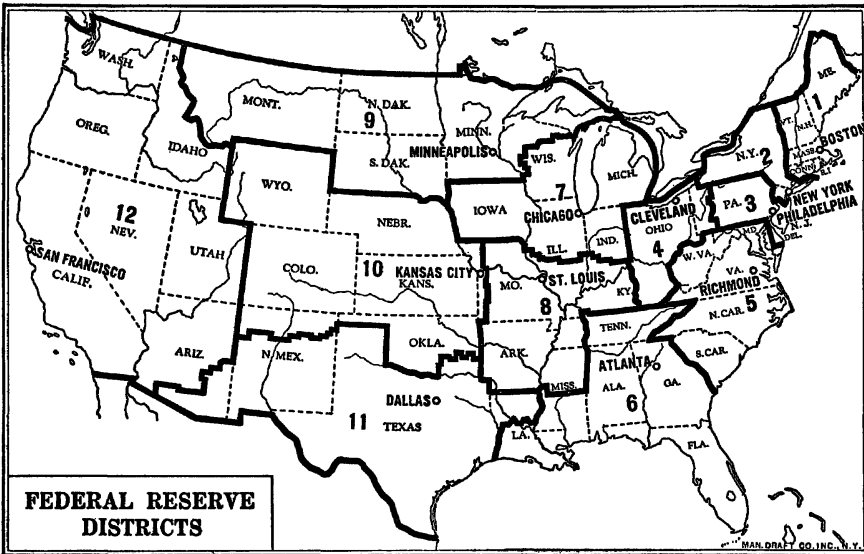 WASH.
OREG.
IDAHO
MONT.
N. DAK.
9
S. DAK.
MINN.
MINNEAPOLIS
WYO.
12
NEV.
UTAH
SAN FRANCISCO
CALIF.
ARIZ.
NEBR.
COLO.
10
KANSAS CITY
KANS.
N. MEX.
OKLA.
DALLAS
11
TEXAS
IOWA
WIS.
7
MICH.
CHICAGO
ILL.
IND.
MO.
ST. LOUIS
8
ARK.
KY.
TENN.
MISS.
ATLANTA
ALA.
GA.
6
LA.
FLA.
CLEVELAND
OHIO
4
W.VA.
VA.
RICHMOND
N. CAR.
5
S. CAR.
PA.
3
MD.
DEL.
N. J.
NEW YORK
PHILADELPHIA
N.Y.
2
VT.
N.H.
ME.
1
MASS.
BOSTON
CONN.
R.I.
FEDERAL RESERVE
DISTRICTS
MAN. DRAFT CO. INC., N.Y.